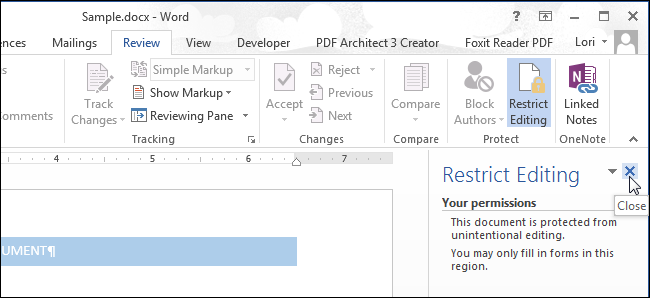 Sample.docx - Word
ences Mailings Review View Developer PDF Architect 3 Creator Foxit Reader PDF Lori
Simple Markup
Show Markup
Reviewing Pane
Track Changes
omments
Tracking
Accept
Reject
Previous
Next
Changes
Compare
Compare
Block Authors
Restrict Editing
Protect
Linked Notes
OneNote
4 5 6 7
UMENT¶
Restrict Editing
Close
Your permissions
This document is protected from
unintentional editing.
You may only fill in forms in this
region.